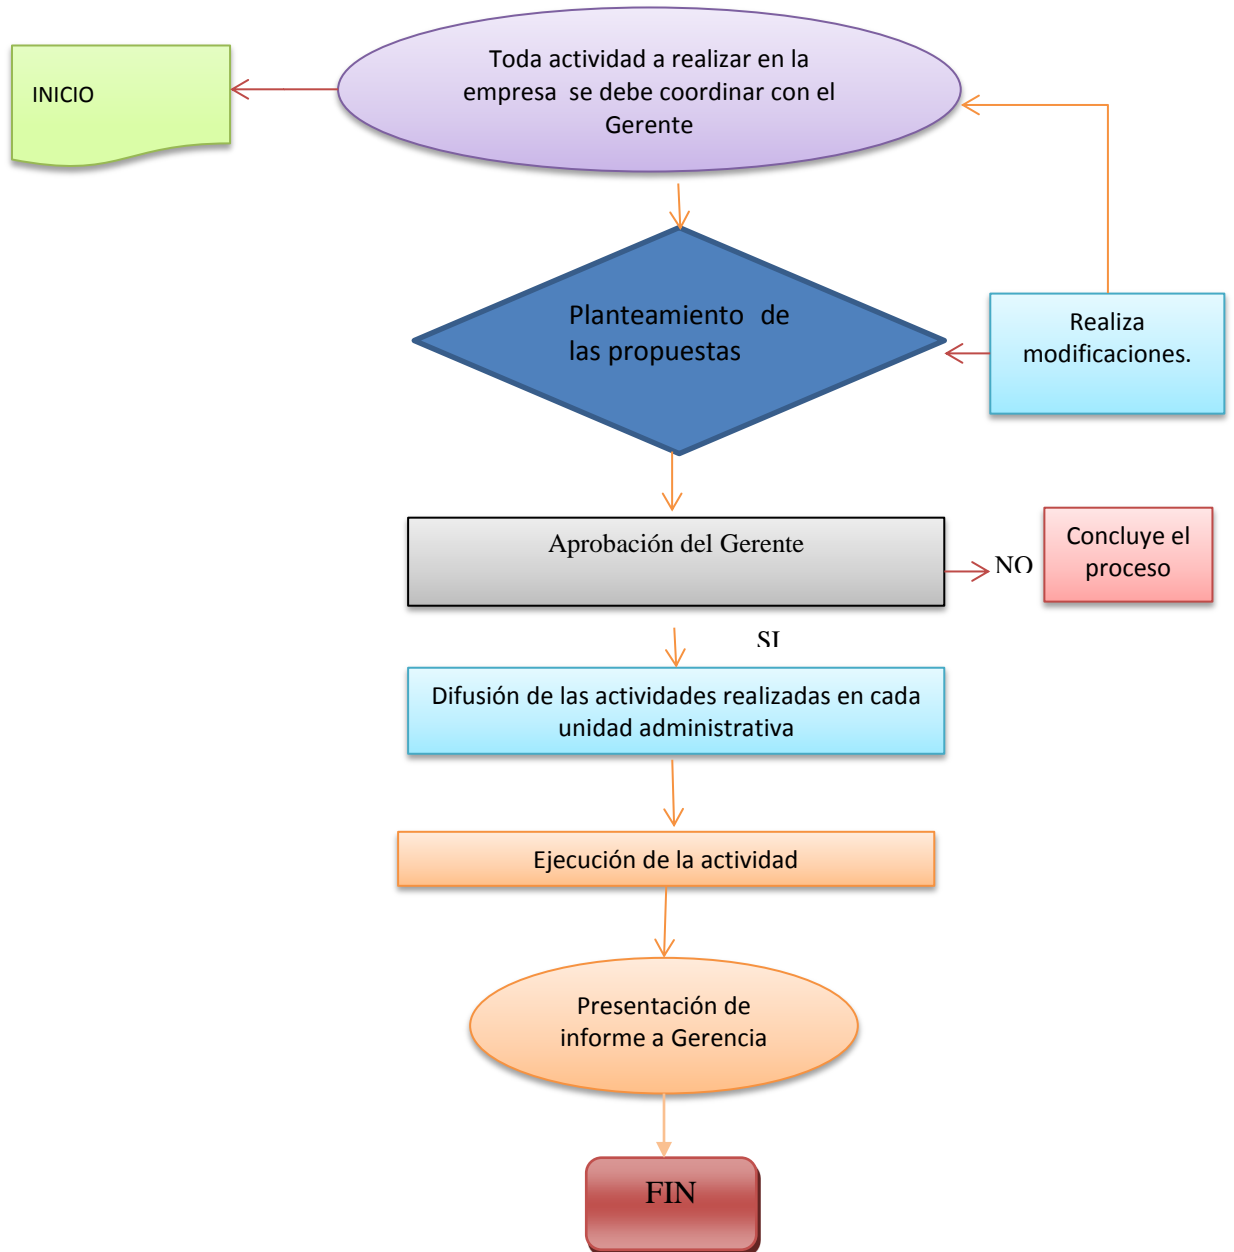 INICIO
Toda actividad a realizar en la
empresa se debe coordinar con el
Gerente
Planteamiento de
las propuestas
Realiza
modificaciones.
Aprobación del Gerente
NO
Concluye el
proceso
SI
Difusión de las actividades realizadas en cada
unidad administrativa
Ejecución de la actividad
Presentación de
informe a Gerencia
FIN